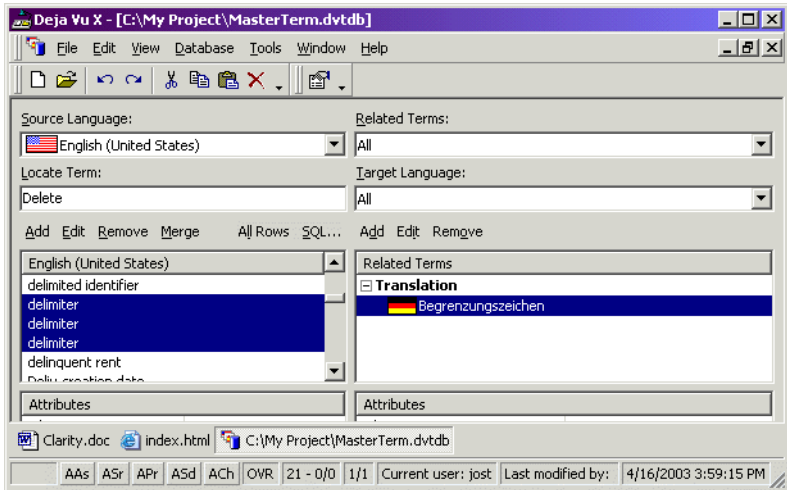 Deja Vu X - [C:\My Project\MasterTerm.dvtdb]
File Edit View Database Tools Window Help
Source Language: Related Terms:
English (United States) All
Locate Term: Target Language:
Delete All
Add Edit Remove Merge All Rows SQL... Add Edit Remove
English (United States) Related Terms
delimited identifier Translation
delimiter Begrenzungszeichen
delimiter
delimiter
delinquent rent
Attributes Attributes
Clarity.doc index.html C:\My Project\MasterTerm.dvtdb
AAs ASr APr ASd ACh OVR 21 - 0/0 1/1 Current user: jost Last modified by: 4/16/2003 3:59:15 PM